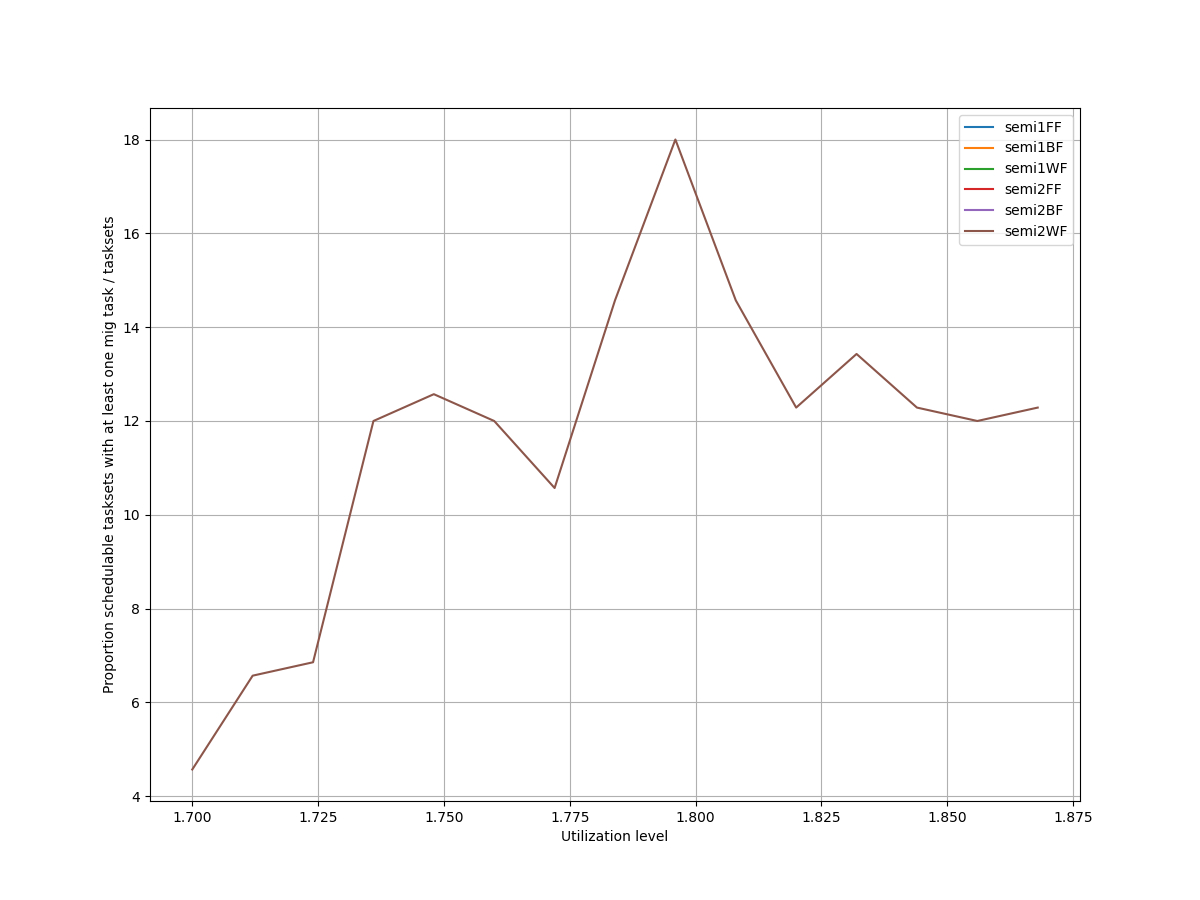 18
16
14
12
10
8
6
4
Proportion schedulable tasksets with at least one mig task / tasksets
semi1FF
semi1BF
semi1WF
semi2FF
semi2BF
semi2WF
1.700 1.725 1.750 1.775 1.800 1.825 1.850 1.875
Utilization level